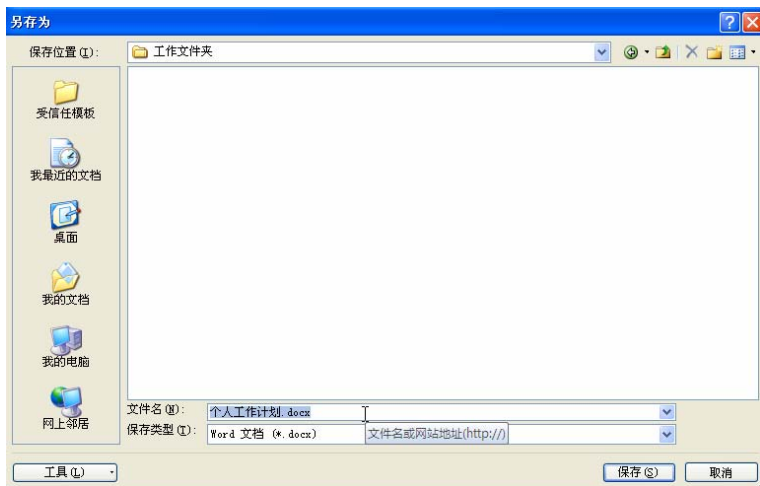 另存为
保存位置(I):
工作文件夹
受信任模板
我最近的文档
桌面
我的文档
我的电脑
网上邻居
文件名(N):
个人工作计划.docx
保存类型(T):
Word 文档 (*.docx)
文件名或网站地址(http://)
工具(L)
保存(S)
取消